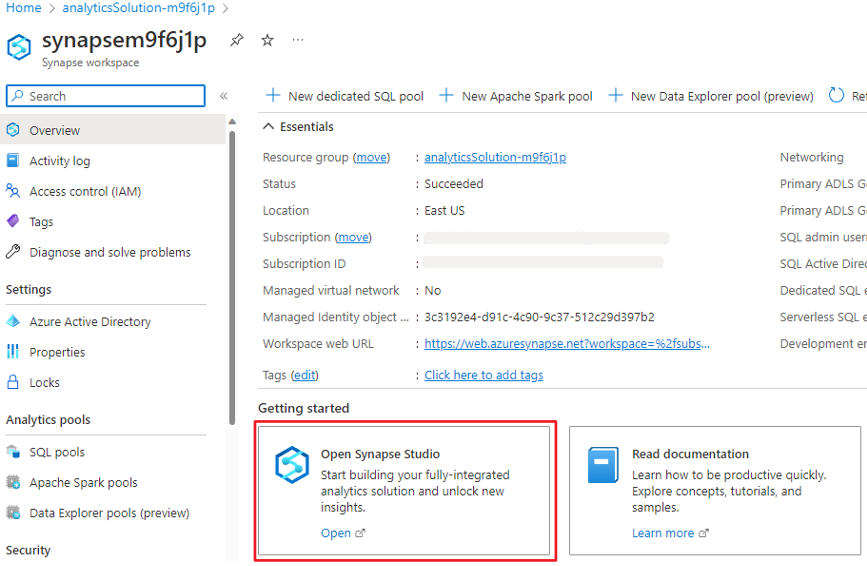 Home > analyticsSolution-m9f6j1p >
synapsem9f6j1p
Synapse workspace
Search
Overview
Activity log
Access control (IAM)
Tags
Diagnose and solve problems
Settings
Azure Active Directory
Properties
Locks
Analytics pools
SQL pools
Apache Spark pools
Data Explorer pools (preview)
Security
New dedicated SQL pool New Apache Spark pool New Data Explorer pool (preview)
Essentials
Resource group (move) : analyticsSolution-m9f6j1p
Status : Succeeded
Location : East US
Subscription (move) :
Subscription ID :
Managed virtual network : No
Managed Identity object ... : 3c3192e4-d91c-4c90-9c37-512c29d397b2
Workspace web URL : https://web.azuresynapse.net?workspace=%2fsubs...
Tags (edit) : Click here to add tags
Networking
Primary ADLS
Primary ADLS
SQL admin
SQL Active
Dedicated SQL
Serverless SQL
Development
Getting started
Open Synapse Studio
Start building your fully-integrated
analytics solution and unlock new
insights.
Open
Read documentation
Learn how to be productive quickly.
Explore concepts, tutorials, and
samples.
Learn more